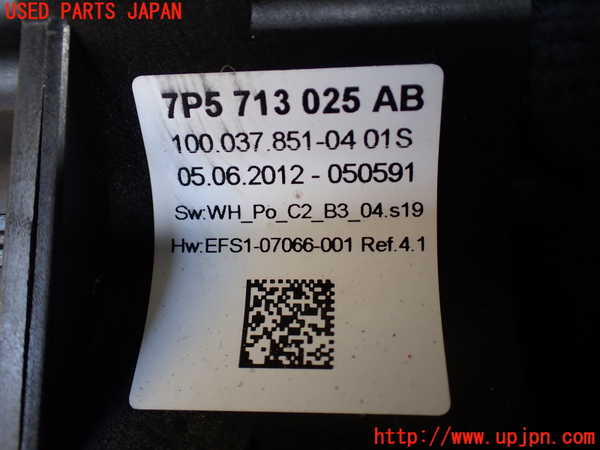 USED PARTS JAPAN
7P5 713 025 AB
100.037.851-04 01S
05.06.2012 - 050591
Sw:WH_Po_C2_B3_04.s19
Hw:EFS1-07066-001 Ref.4.1
http://www.upjpn.com/